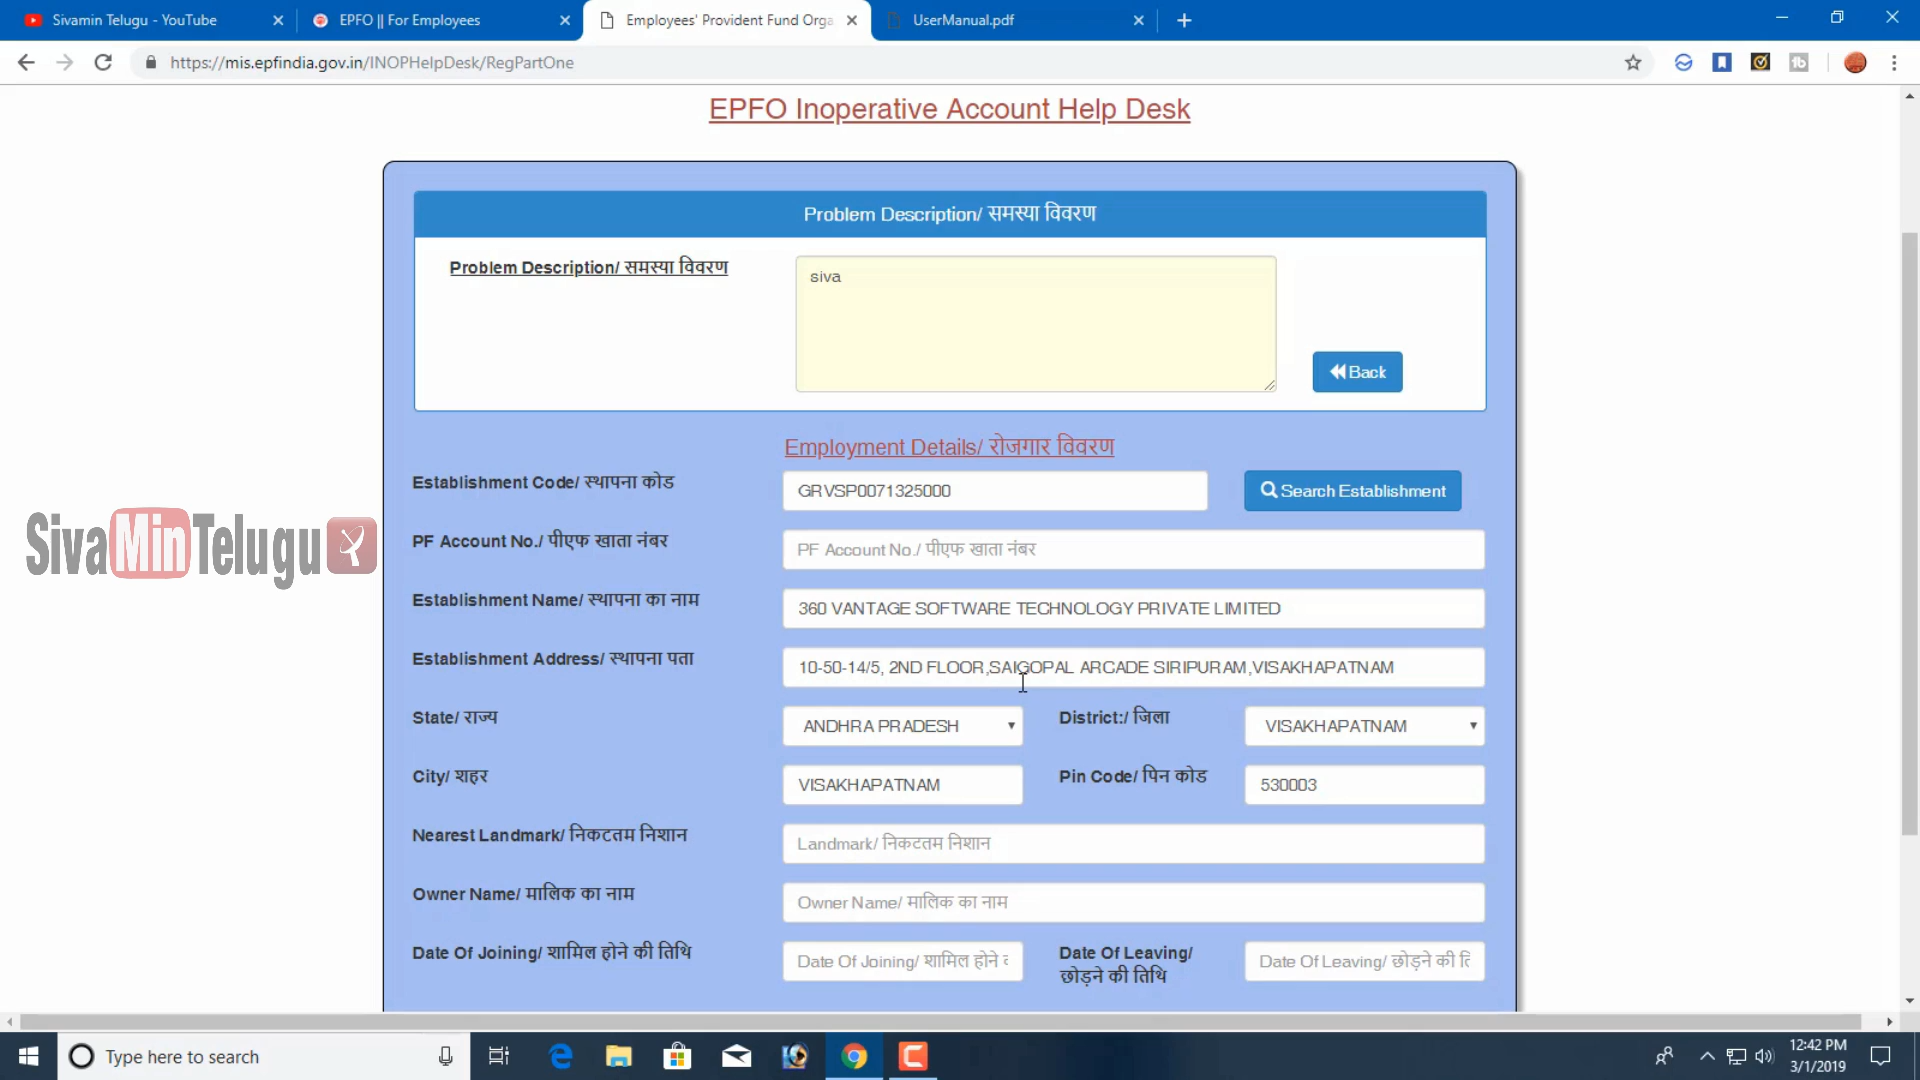 Sivamin Telugu - YouTube
EPFO || For Employees
Employees' Provident Fund Orga
UserManual.pdf
https://mis.epfindia.gov.in/INOPHelpDesk/RegPartOne
EPFO Inoperative Account Help Desk
Problem Description/ समस्या विवरण
Problem Description/ समस्या विवरण
siva
Back
Employment Details/ रोजगार विवरण
Establishment Code/ स्थापना कोड
GRVSP0071325000
Search Establishment
SivaMinTelugu
PF Account No./ पीएफ खाता नंबर
PF Account No./ पीएफ खाता नंबर
Establishment Name/ स्थापना का नाम
360 VANTAGE SOFTWARE TECHNOLOGY PRIVATE LIMITED
Establishment Address/ स्थापना पता
10-50-14/5, 2ND FLOOR,SAIGOPAL ARCADE SIRIPURAM,VISAKHAPATNAM
State/ राज्य
ANDHRA PRADESH
District:/ जिला
VISAKHAPATNAM
City/ शहर
VISAKHAPATNAM
Pin Code/ पिन कोड
530003
Nearest Landmark/ निकटतम निशान
Landmark/ निकटतम निशान
Owner Name/ मालिक का नाम
Owner Name/ मालिक का नाम
Date Of Joining/ शामिल होने की तिथि
Date Of Joining/ शामिल होने
Date Of Leaving/
छोड़ने की तिथि
Date Of Leaving/ छोड़ने की
Type here to search
12:42 PM
3/1/2019